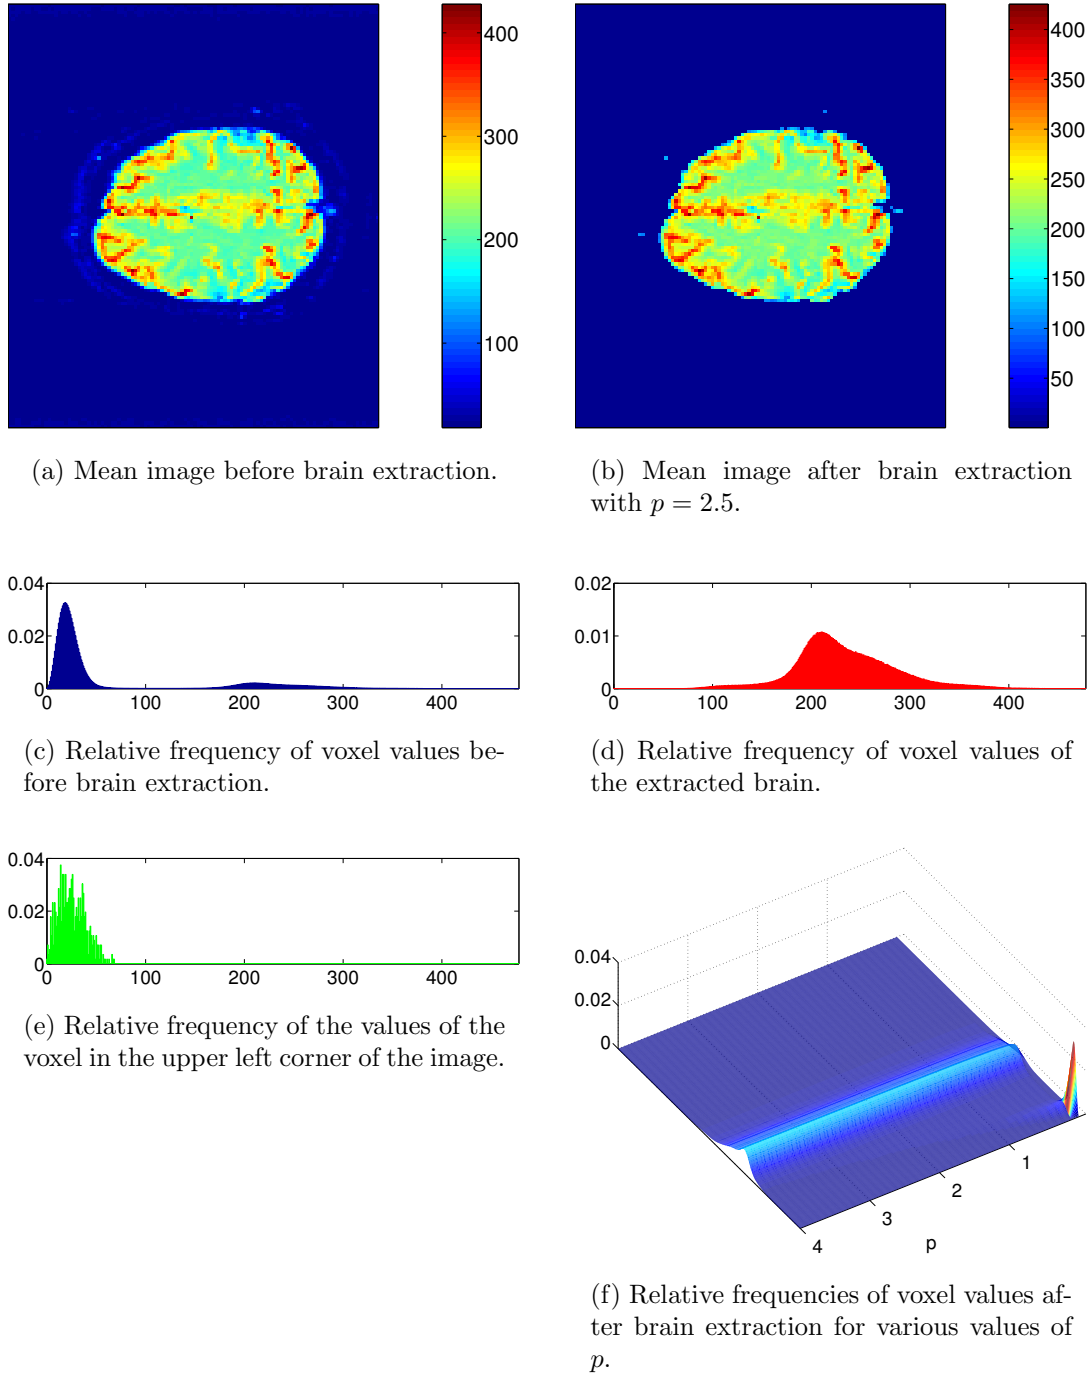 400
300
200
100
400
350
300
250
200
150
100
50
(a) Mean image before brain extraction.
(b) Mean image after brain extraction
with p = 2.5.
0.04
0.02
0
0 100 200 300 400
(c) Relative frequency of voxel values be-
fore brain extraction.
0.02
0.01
0
0 100 200 300 400
(d) Relative frequency of voxel values of
the extracted brain.
0.04
0.02
0
0 100 200 300 400
(e) Relative frequency of the values of the
voxel in the upper left corner of the image.
0.04
0.02
0
1
2
3
4
p
(f) Relative frequencies of voxel values af-
ter brain extraction for various values of
p.